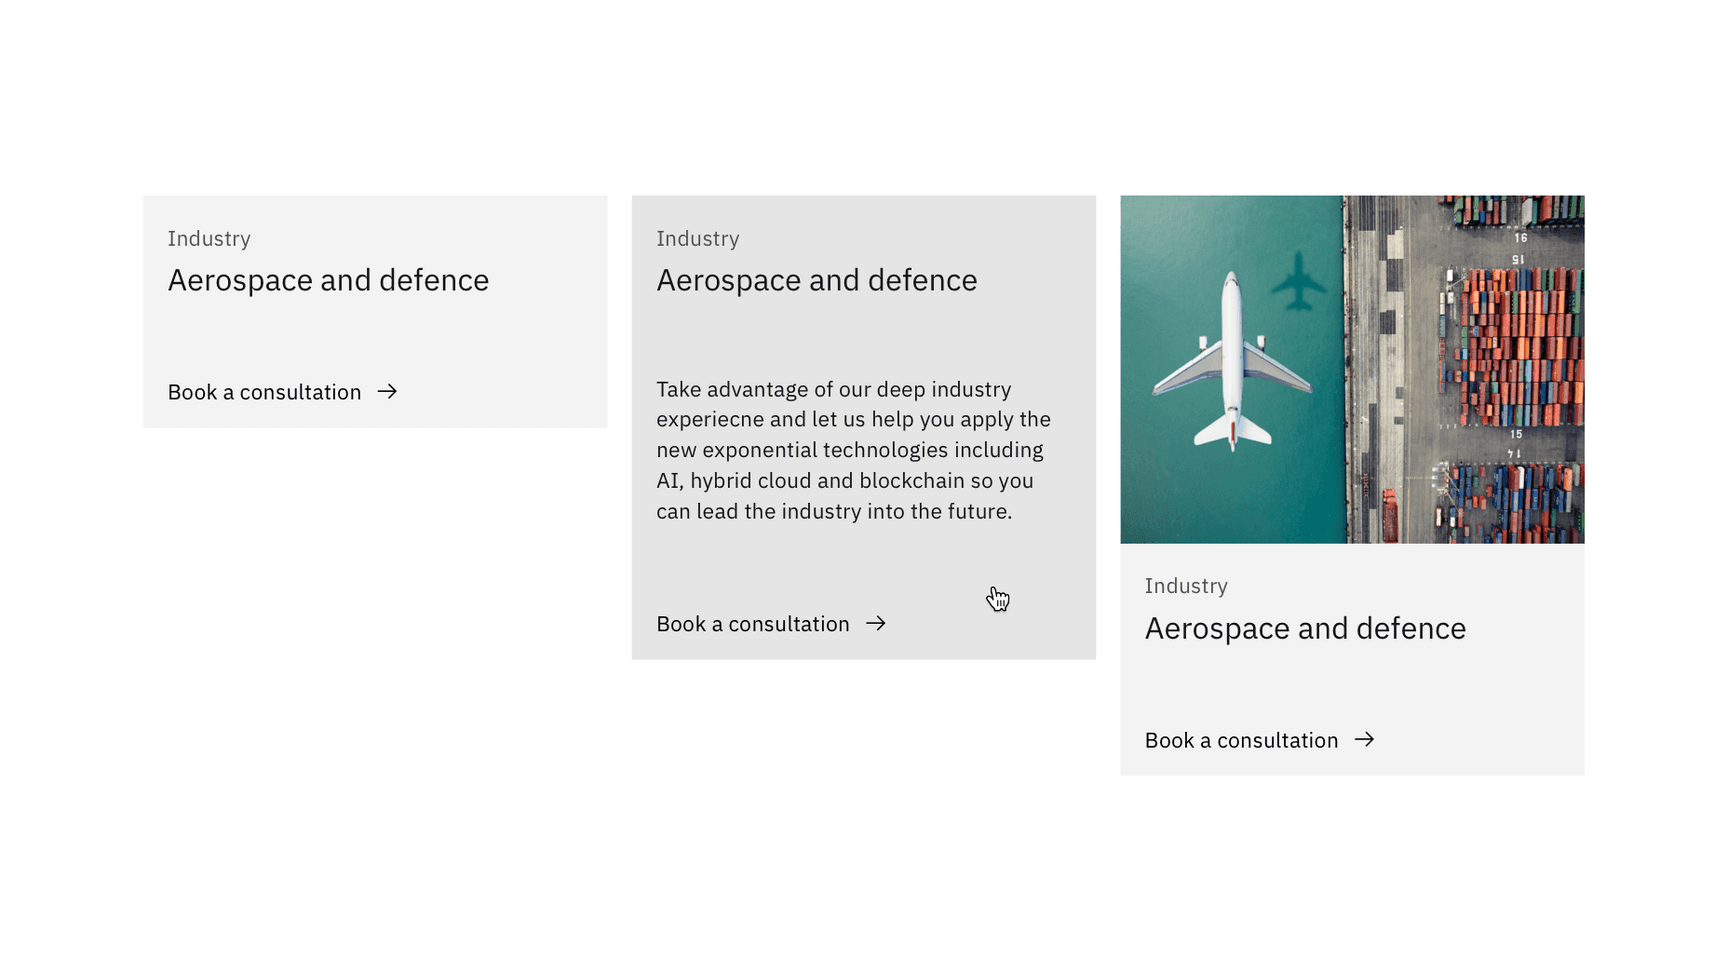 Industry
Aerospace and defence
Book a consultation
Industry
Aerospace and defence
Take advantage of our deep industry
experiecne and let us help you apply the
new exponential technologies including
AI, hybrid cloud and blockchain so you
can lead the industry into the future.
Book a consultation
16
15
15
14
Industry
Aerospace and defence
Book a consultation